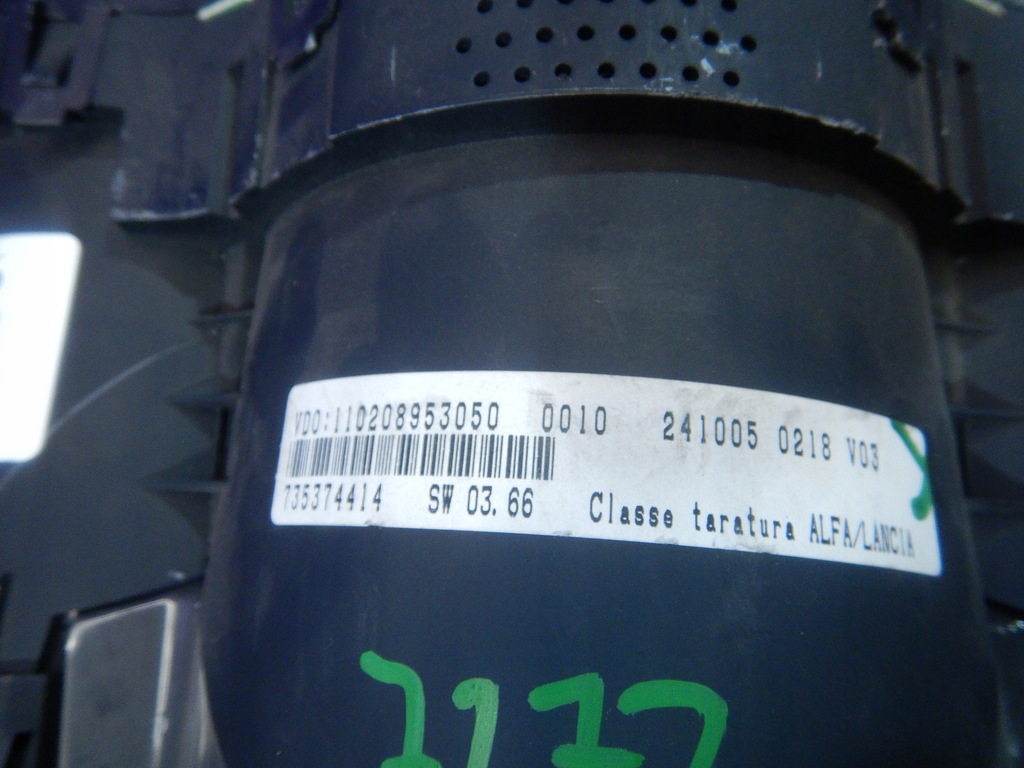 VDO:110208953050 0010 241005 0218 V03
735374414 SW 03.66 Classe taratura ALFA/LANCIA